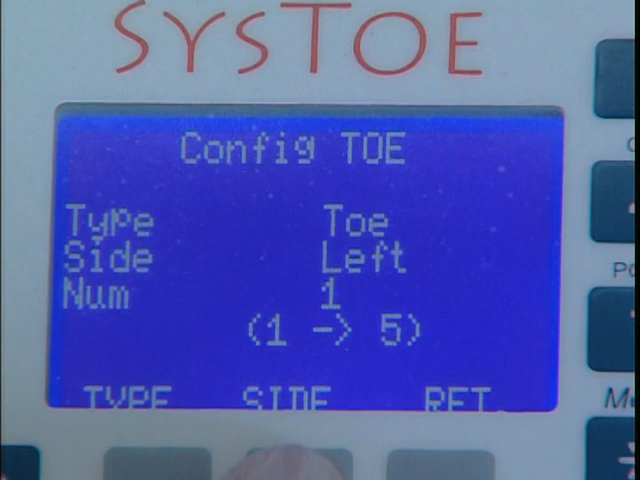 SYSTOE
Config TOE
Type Toe
Side Left
Num 1
(1 -> 5)
TYPE SIDE RET.